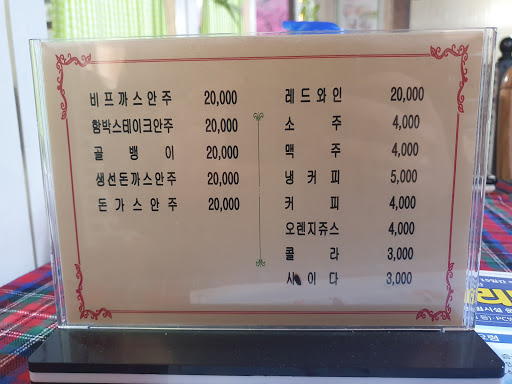 비프까스안주 20,000
함박스테이크안주 20,000
골뱅이 20,000
생선돈까스안주 20,000
돈가스안주 20,000
레드와인 20,000
소주 4,000
맥주 4,000
냉커피 5,000
커피 4,000
오렌지쥬스 4,000
콜라 3,000
사이다 3,000